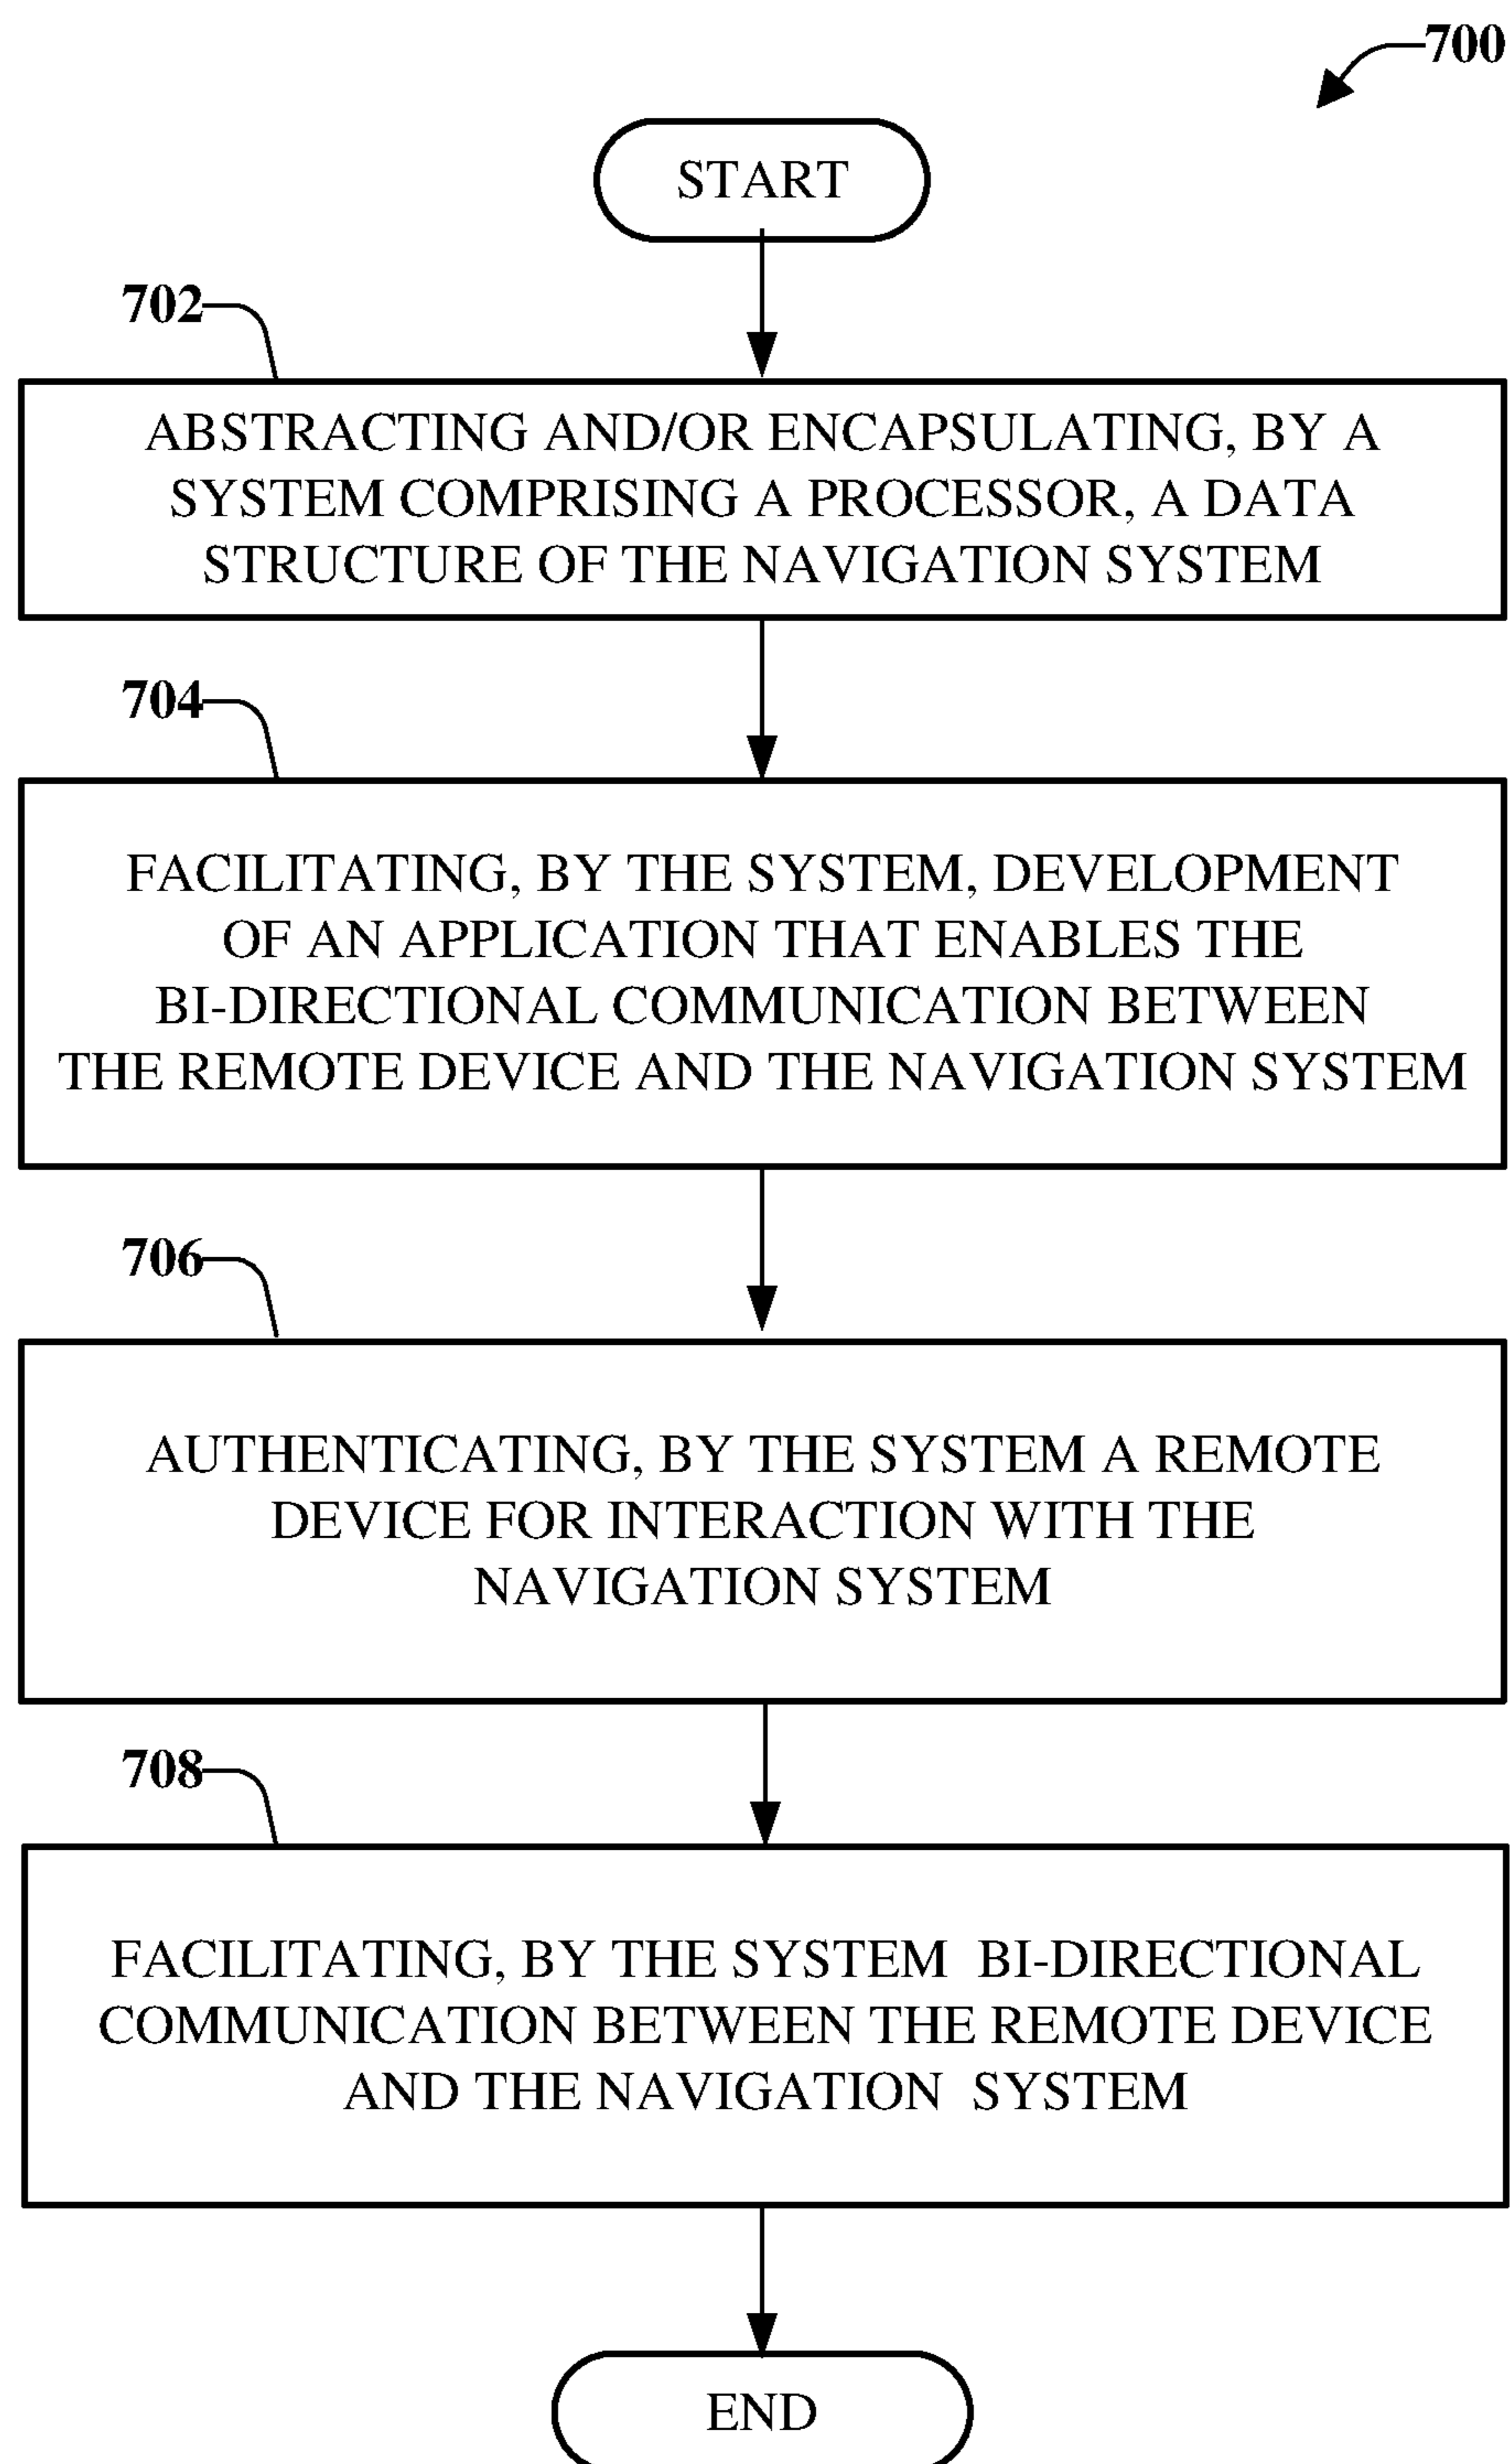 700
START
702
ABSTRACTING AND/OR ENCAPSULATING, BY A
SYSTEM COMPRISING A PROCESSOR, A DATA
STRUCTURE OF THE NAVIGATION SYSTEM
704
FACILITATING, BY THE SYSTEM, DEVELOPMENT
OF AN APPLICATION THAT ENABLES THE
BI-DIRECTIONAL COMMUNICATION BETWEEN
THE REMOTE DEVICE AND THE NAVIGATION SYSTEM
706
AUTHENTICATING, BY THE SYSTEM A REMOTE
DEVICE FOR INTERACTION WITH THE
NAVIGATION SYSTEM
708
FACILITATING, BY THE SYSTEM  BI-DIRECTIONAL
COMMUNICATION BETWEEN THE REMOTE DEVICE
AND THE NAVIGATION  SYSTEM
END